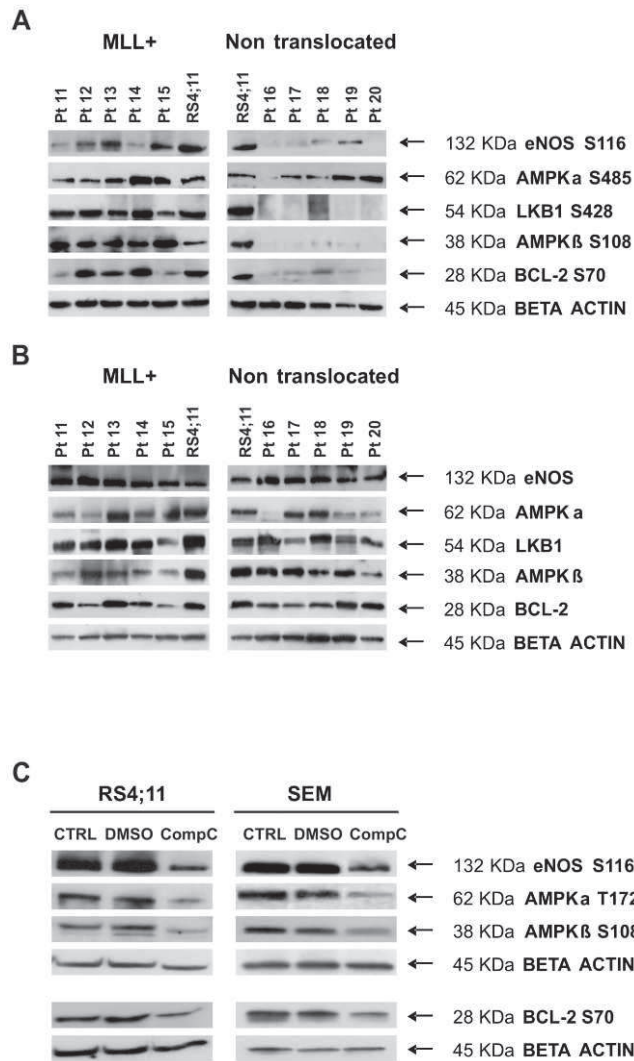 A
MLL+ Non translocated
Pt 11 Pt 12 Pt 13 Pt 14 Pt 15 RS4;11 RS4;11 Pt 16 Pt 17 Pt 18 Pt 19 Pt 20
← 132 KDa eNOS S116
← 62 KDa AMPKa S485
← 54 KDa LKB1 S428
← 38 KDa AMPKß S108
← 28 KDa BCL-2 S70
← 45 KDa BETA ACTIN
B
MLL+ Non translocated
Pt 11 Pt 12 Pt 13 Pt 14 Pt 15 RS4;11 RS4;11 Pt 16 Pt 17 Pt 18 Pt 19 Pt 20
← 132 KDa eNOS
← 62 KDa AMPKa
← 54 KDa LKB1
← 38 KDa AMPKß
← 28 KDa BCL-2
← 45 KDa BETA ACTIN
C
RS4;11 SEM
CTRL DMSO CompC CTRL DMSO CompC
← 132 KDa eNOS S116
← 62 KDa AMPKa T172
← 38 KDa AMPKß S108
← 45 KDa BETA ACTIN
← 28 KDa BCL-2 S70
← 45 KDa BETA ACTIN